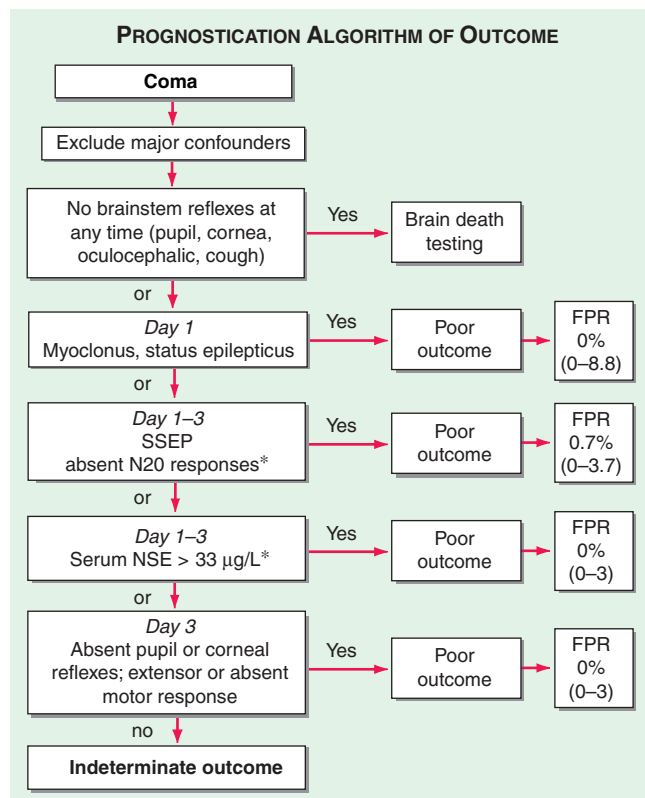 PROGNOSTICATION ALGORITHM OF OUTCOME
Coma
Exclude major confounders
No brainstem reflexes at
any time (pupil, cornea,
oculocephalic, cough)
Yes
Brain death
testing
or
Day 1
Myoclonus, status epilepticus
Yes
Poor
outcome
FPR
0%
(0–8.8)
or
Day 1–3
SSEP
absent N20 responses*
Yes
Poor
outcome
FPR
0.7%
(0–3.7)
or
Day 1–3
Serum NSE > 33 μg/L*
Yes
Poor
outcome
FPR
0%
(0–3)
or
Day 3
Absent pupil or corneal
reflexes; extensor or absent
motor response
Yes
Poor
outcome
FPR
0%
(0–3)
no
Indeterminate outcome